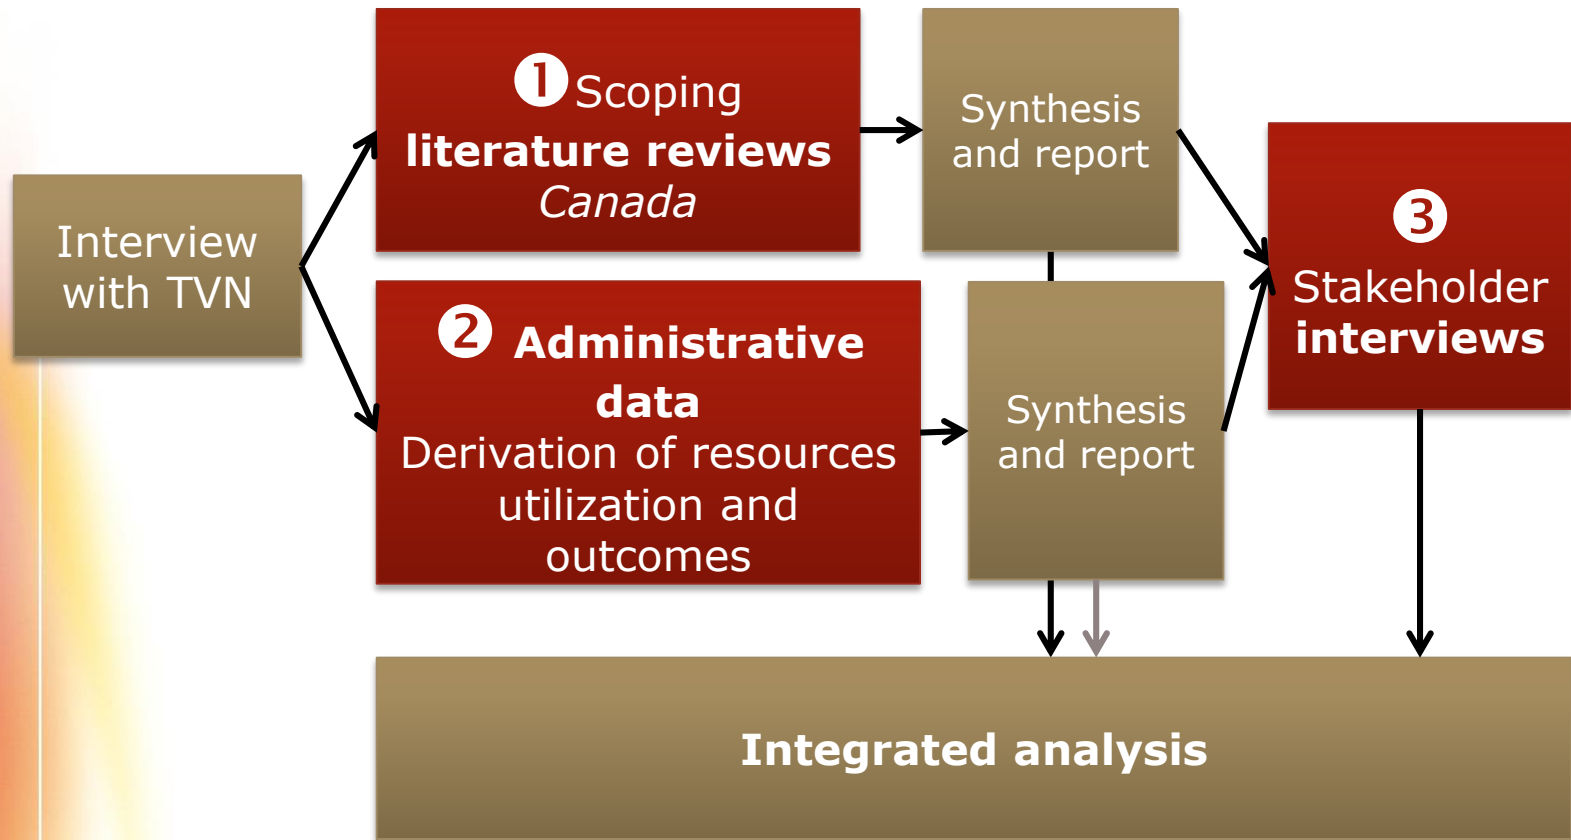 Interview
with TVN
❶ Scoping
literature reviews
Canada
Synthesis
and report
❷ Administrative
data
Derivation of resources
utilization and
outcomes
Synthesis
and report
❸
Stakeholder
interviews
Integrated analysis